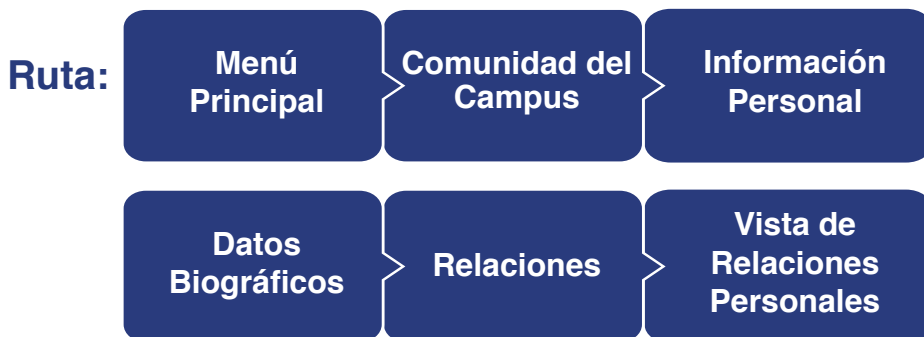 Ruta:
Menú
Principal
Comunidad del
Campus
Información
Personal
Datos
Biográficos
Relaciones
Vista de
Relaciones
Personales